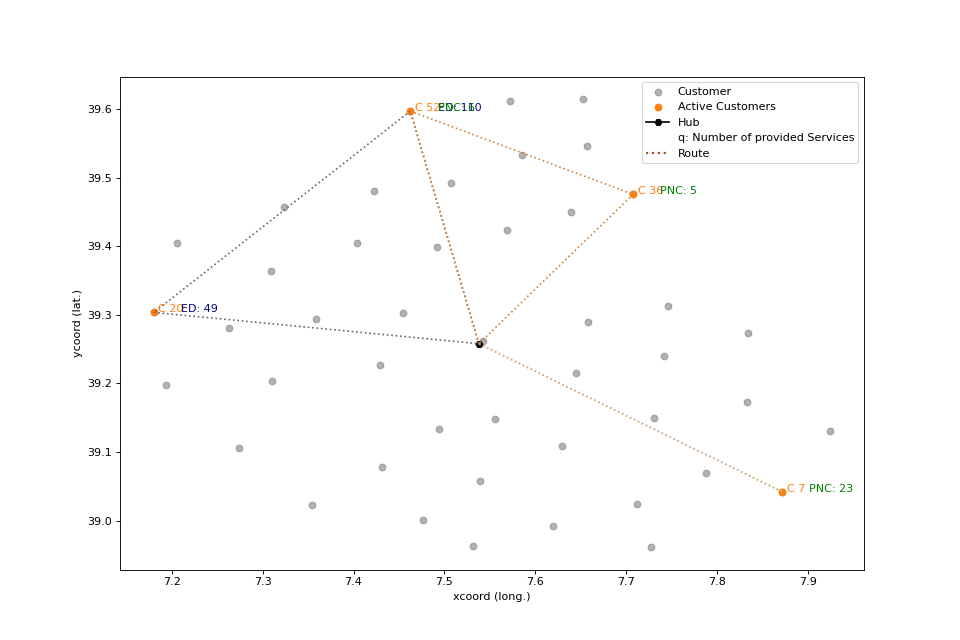 Customer
Active Customers
Hub
q: Number of provided Services
Route
39.6
39.5
39.4
39.3
39.2
39.1
39.0
ycoord (lat.)
C 52
C 36 PNC: 5
C 20 ED: 49
C 7 PNC: 23
7.2 7.3 7.4 7.5 7.6 7.7 7.8 7.9
xcoord (long.)